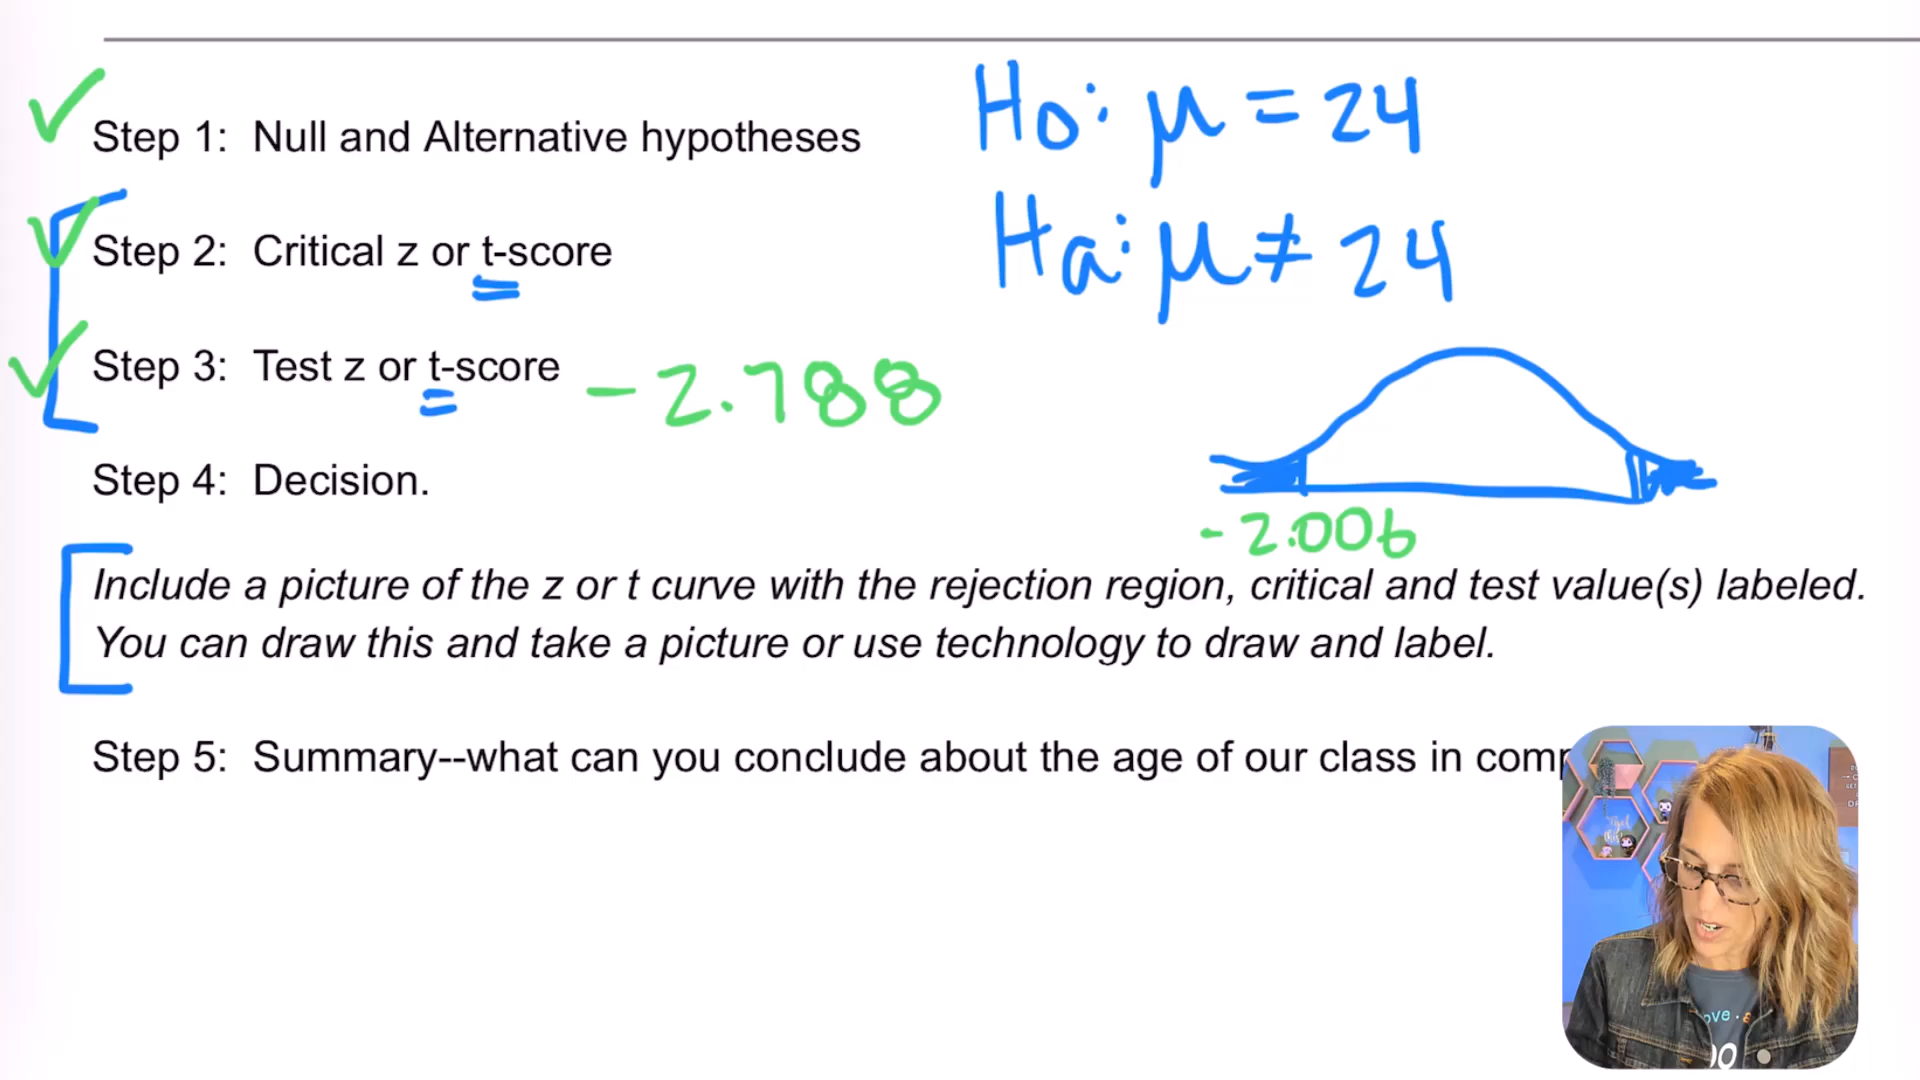 Step 1: Null and Alternative hypotheses
Ho: μ = 24
Ha: μ ≠ 24
Step 2: Critical z or t-score
Step 3: Test z or t-score
-2.788
Step 4: Decision.
-2.006
Include a picture of the z or t curve with the rejection region, critical and test value(s) labeled.
You can draw this and take a picture or use technology to draw and label.
Step 5: Summary--what can you conclude about the age of our class in comp